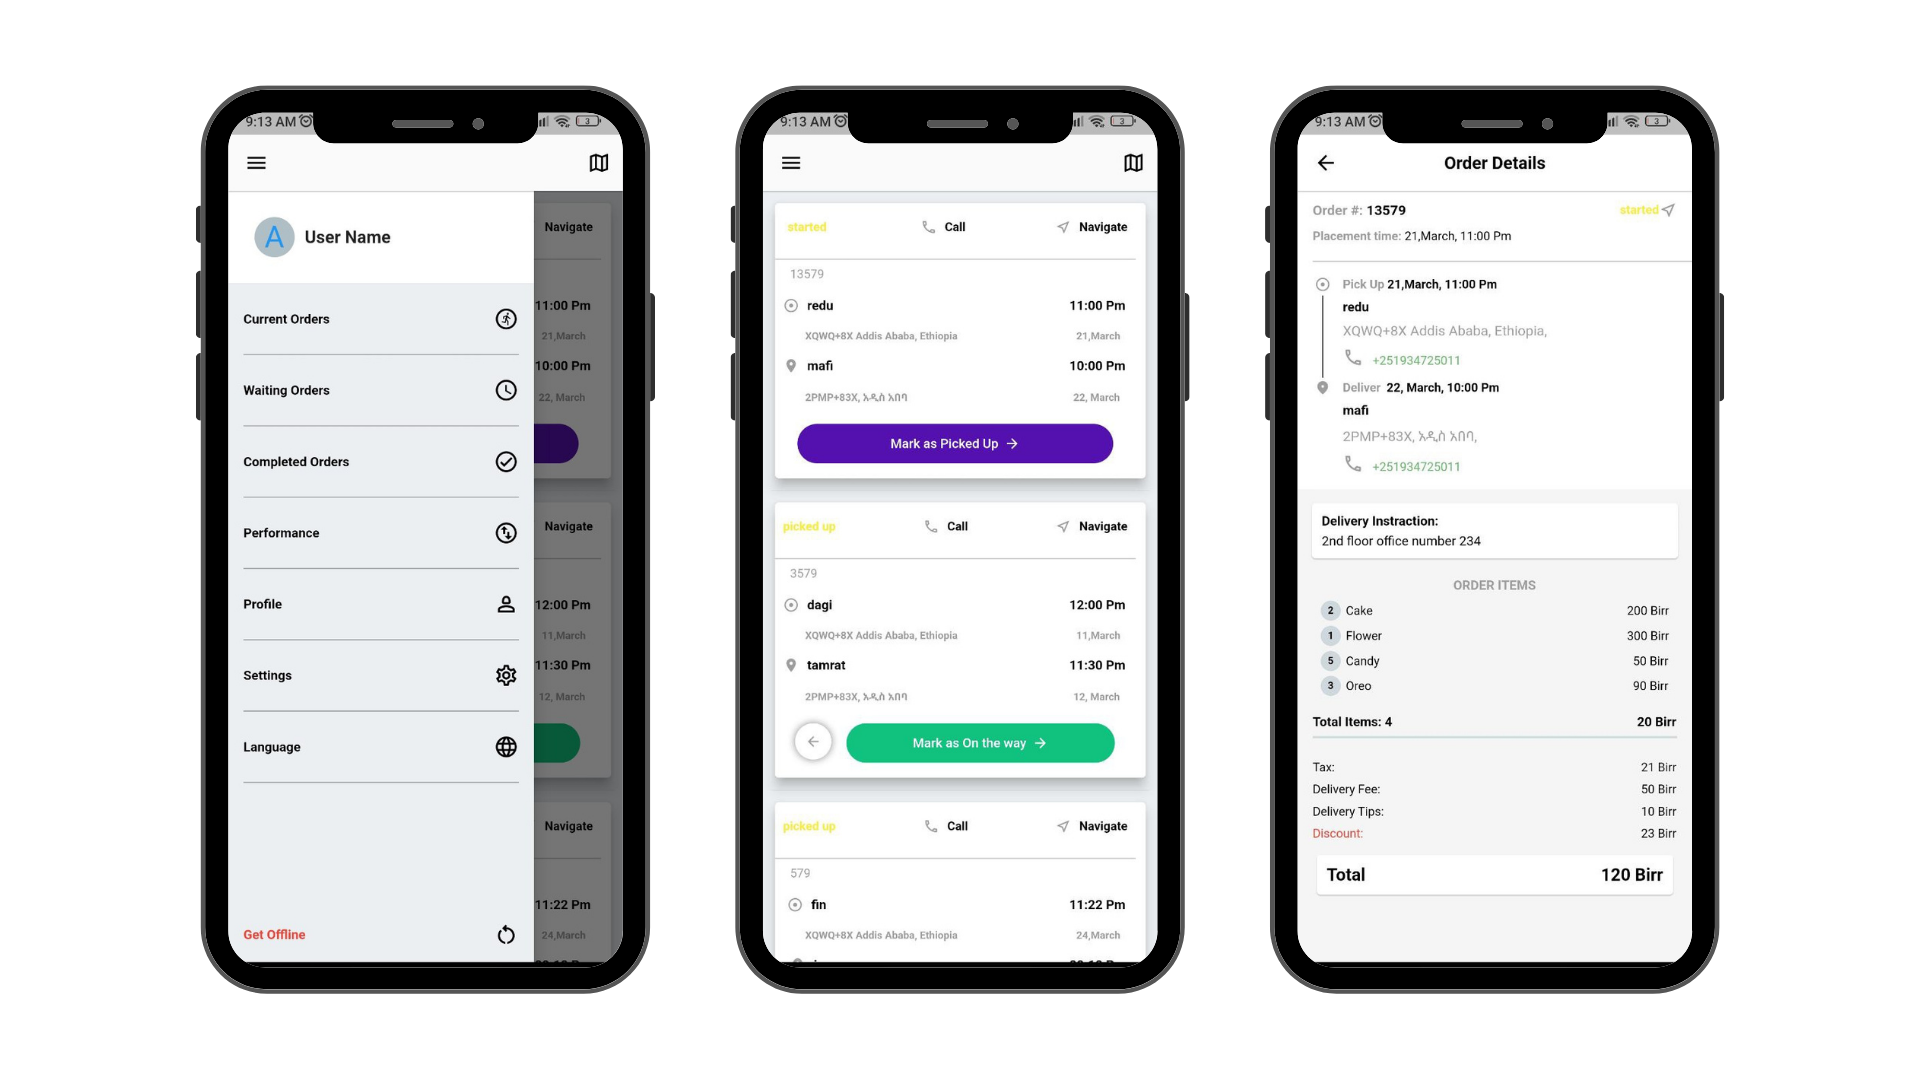 9:13 AM
3
A
User Name
Current Orders
Waiting Orders
Completed Orders
Performance
Profile
Settings
Language
Get Offline
Navigate
11:00 Pm
21,March
10:00 Pm
22, March
Navigate
12:00 Pm
11,March
11:30 Pm
12, March
Navigate
11:22 Pm
24,March
9:13 AM
3
started
Call
Navigate
13579
redu
11:00 Pm
XQWQ+8X Addis Ababa, Ethiopia
21,March
mafi
10:00 Pm
2PMP+83X, አዲስ አበባ
22, March
Mark as Picked Up
picked up
Call
Navigate
3579
dagi
12:00 Pm
XQWQ+8X Addis Ababa, Ethiopia
11,March
tamrat
11:30 Pm
2PMP+83X, አዲስ አበባ
12, March
Mark as On the way
picked up
Call
Navigate
579
fin
11:22 Pm
XQWQ+8X Addis Ababa, Ethiopia
24,March
9:13 AM
3
Order Details
Order #: 13579
started
Placement time: 21,March, 11:00 Pm
Pick Up 21,March, 11:00 Pm
redu
XQWQ+8X Addis Ababa, Ethiopia,
+251934725011
Deliver 22, March, 10:00 Pm
mafi
2PMP+83X, አዲስ አበባ,
+251934725011
Delivery Instraction:
2nd floor office number 234
ORDER ITEMS
2 Cake 200 Birr
1 Flower 300 Birr
5 Candy 50 Birr
3 Oreo 90 Birr
Total Items: 4 20 Birr
Tax: 21 Birr
Delivery Fee: 50 Birr
Delivery Tips: 10 Birr
Discount: 23 Birr
Total 120 Birr